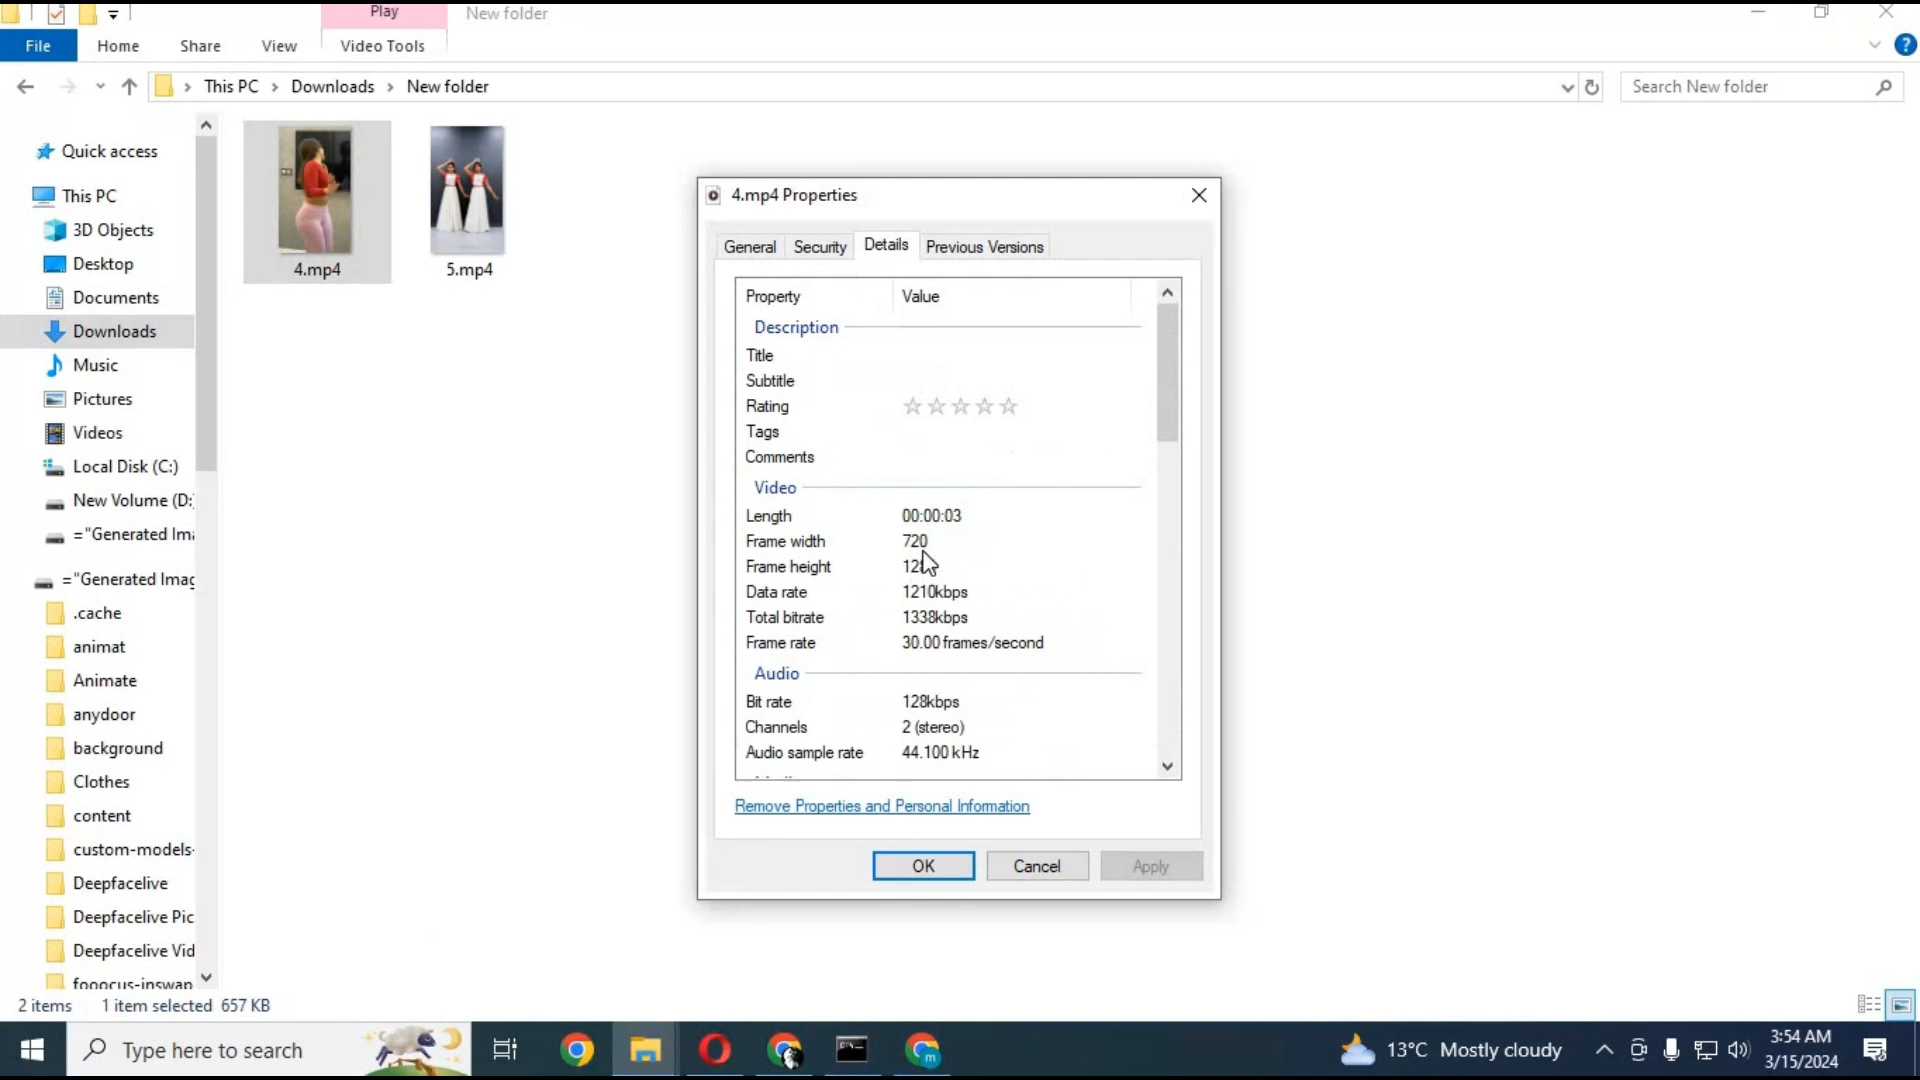 Play
New folder
File
Home
Share
View
Video Tools
This PC
Downloads
New folder
Search New folder
Quick access
This PC
3D Objects
Desktop
Documents
Downloads
Music
Pictures
Videos
Local Disk (C:)
New Volume (D:
="Generated Ima
="Generated Imag
.cache
animat
Animate
anydoor
background
Clothes
content
custom-models-
Deepfacelive
Deepfacelive Pic
Deepfacelive Vid
fooocus-inswap
4.mp4
5.mp4
4.mp4 Properties
General
Security
Details
Previous Versions
Property Value
Description
Title
Subtitle
Rating
Tags
Comments
Video
Length 00:00:03
Frame width 720
Frame height
Data rate 1210kbps
Total bitrate 1338kbps
Frame rate 30.00 frames/second
Audio
Bit rate 128kbps
Channels 2 (stereo)
Audio sample rate 44.100 kHz
Remove Properties and Personal Information
OK
Cancel
Apply
2 items 1 item selected 657 KB
Type here to search
13°C Mostly cloudy
3:54 AM
3/15/2024